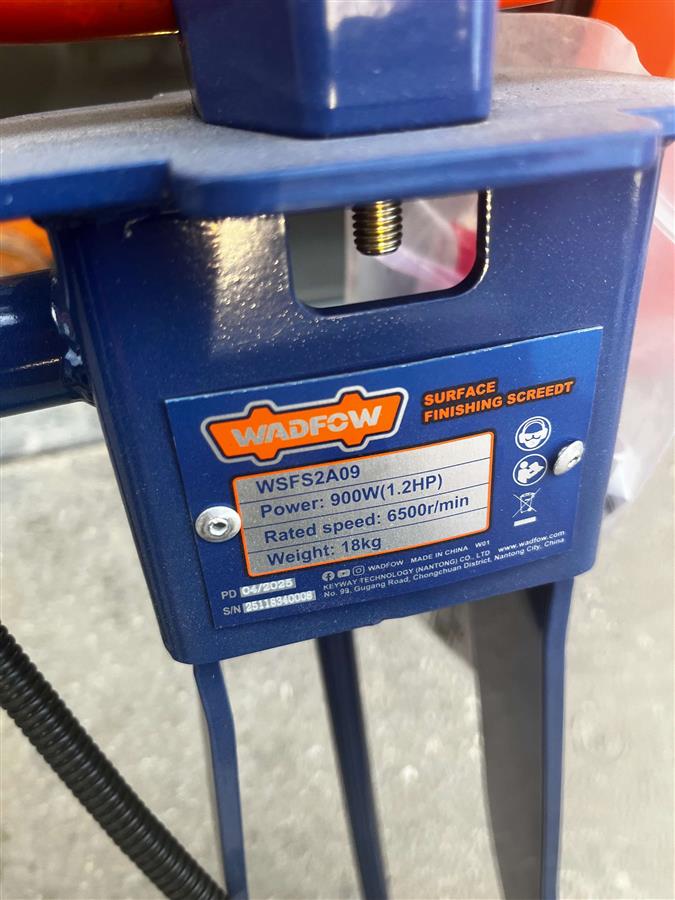 WADFOW
SURFACE
FINISHING SCREEDT
WSFS2A09
Power: 900W(1.2HP)
Rated speed: 6500r/min
Weight: 18kg
PD 04/2025
S/N 25118340008
WADFOW MADE IN CHINA W01
KEYWAY TECHNOLOGY (NANTONG) CO., LTD www.wadfow.com
No. 99, Gugang Road, Chongchuan District, Nantong City, China